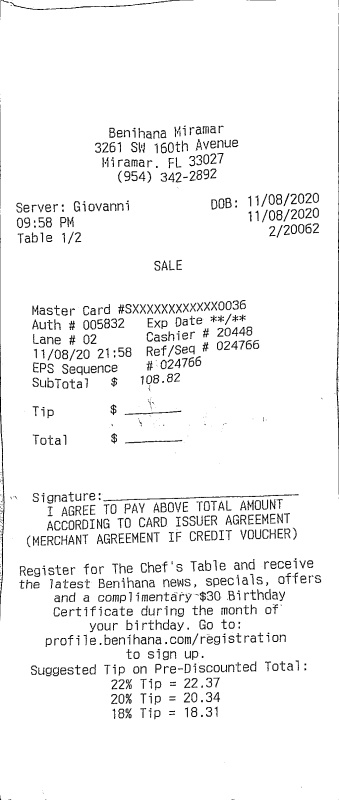 Benihana Miramar
3261 SW 160th Avenue
Miramar. FL 33027
(954) 342-2892
Server: Giovanni DOB: 11/08/2020
09:58 PM 11/08/2020
Table 1/2 2/20062
SALE
Master Card #SXXXXXXXXXXXX0036
Auth # 005832 Exp Date **/**
Lane # 02 Cashier # 20448
11/08/20 21:58 Ref/Seq # 024766
EPS Sequence # 024766
SubTotal $ 108.82
Tip $
Total $
Signature:
I AGREE TO PAY ABOVE TOTAL AMOUNT
ACCORDING TO CARD ISSUER AGREEMENT
(MERCHANT AGREEMENT IF CREDIT VOUCHER)
Register for The Chef's Table and receive
the latest Benihana news, specials, offers
and a complimentary $30 Birthday
Certificate during the month of
your birthday. Go to:
profile.benihana.com/registration
to sign up.
Suggested Tip on Pre-Discounted Total:
22% Tip = 22.37
20% Tip = 20.34
18% Tip = 18.31